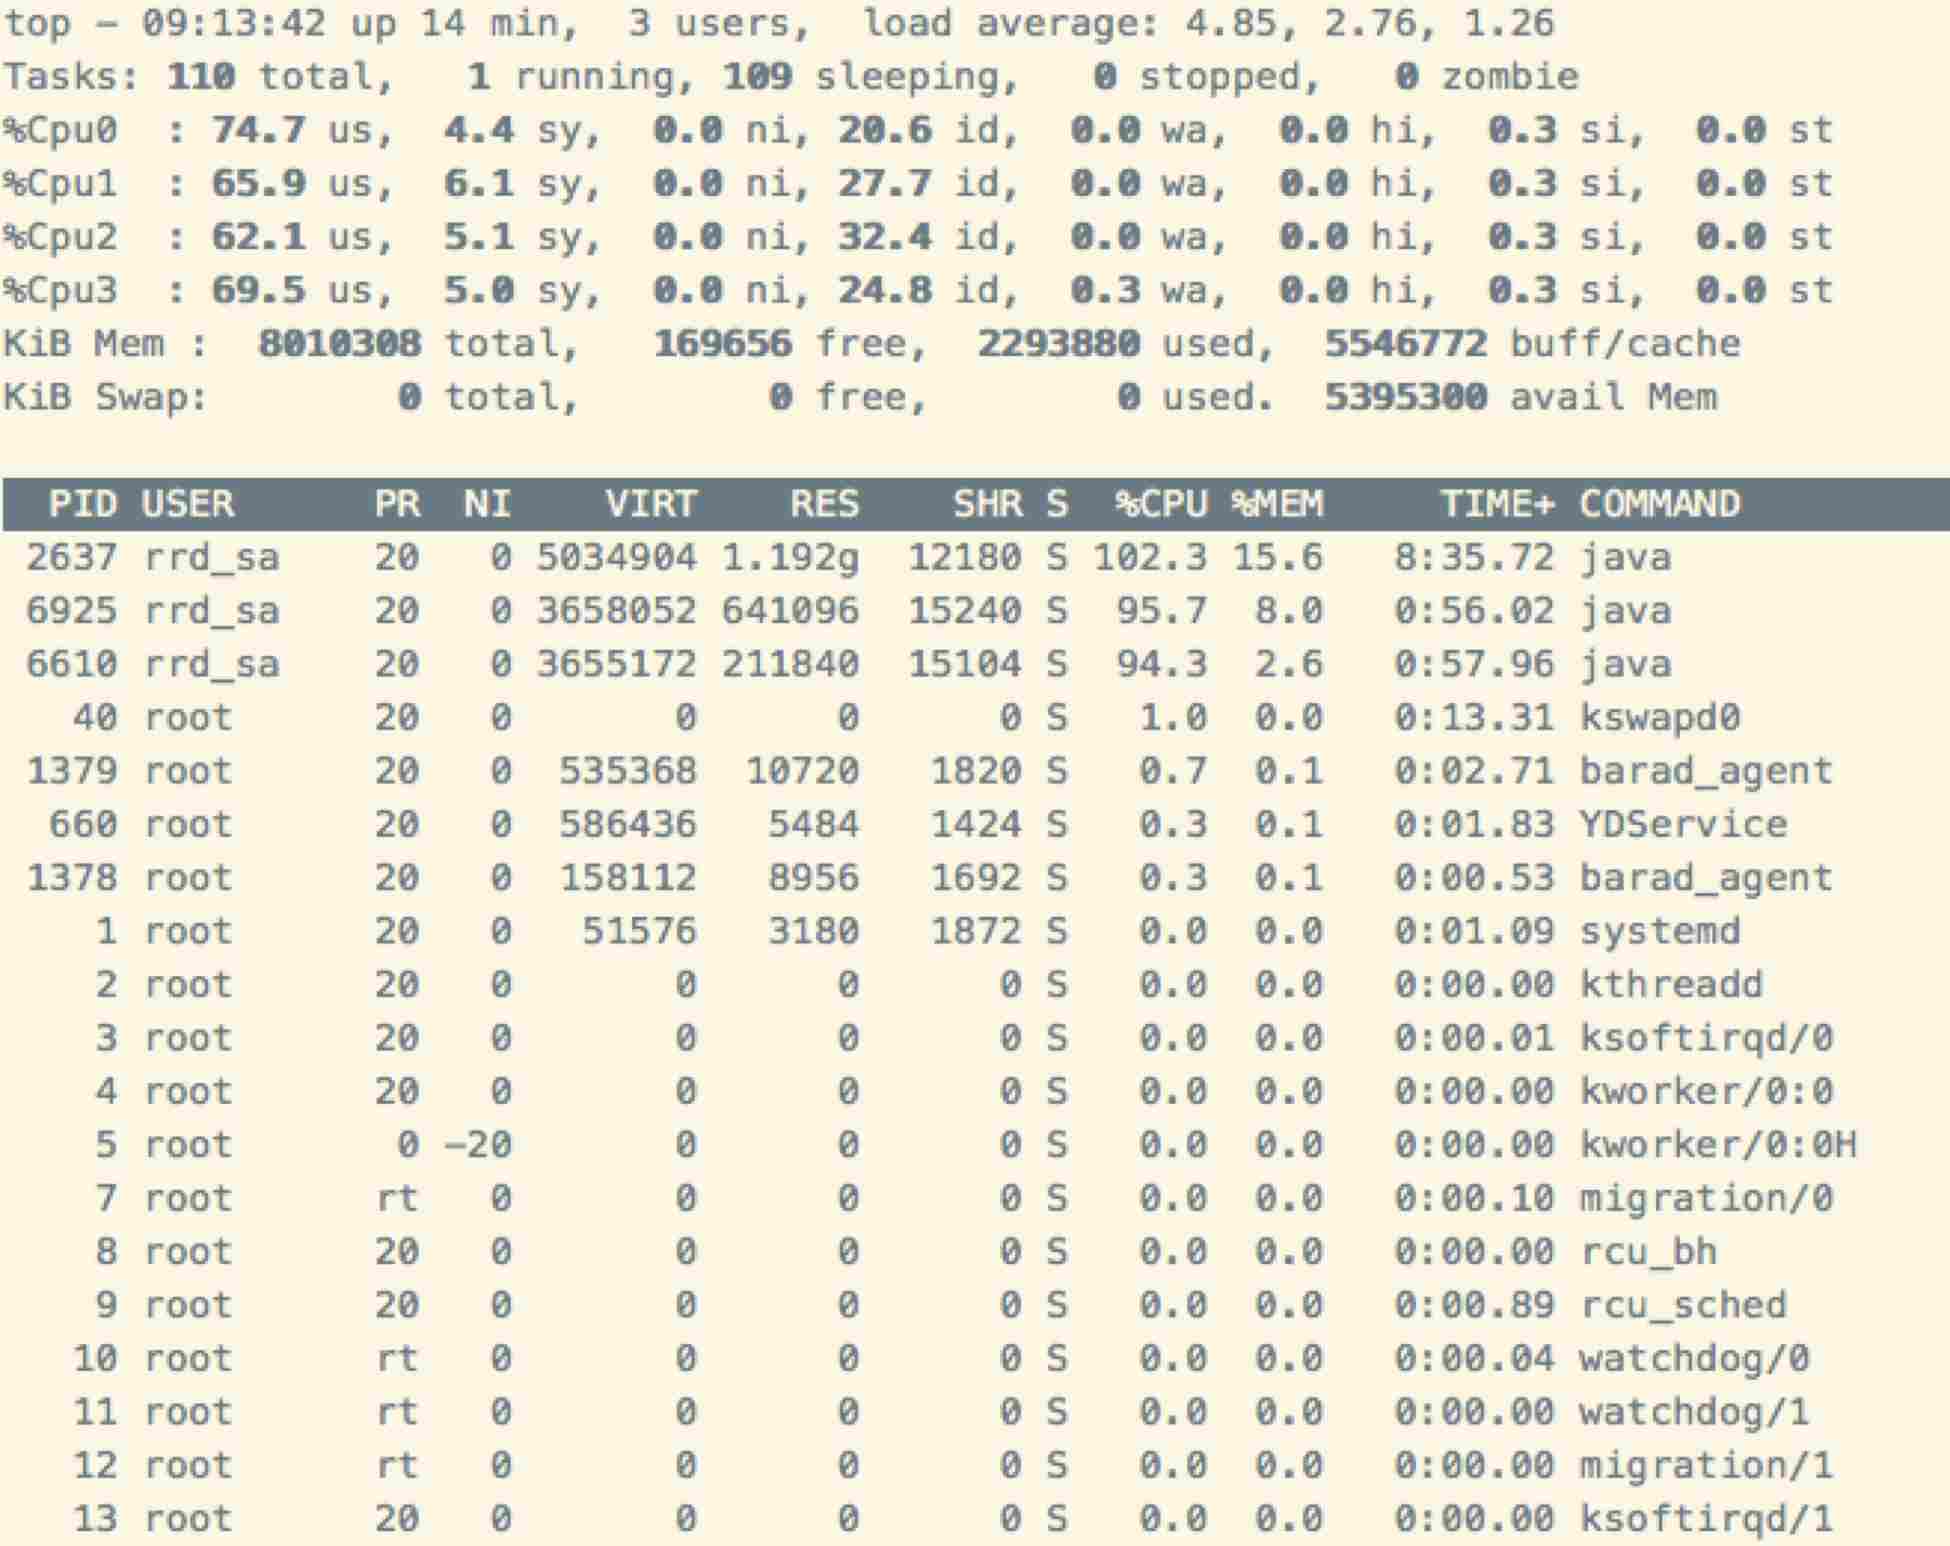 top – 09:13:42 up 14 min,  3 users,  load average: 4.85, 2.76, 1.26
Tasks: 110 total,   1 running, 109 sleeping,   0 stopped,   0 zombie
%Cpu0  : 74.7 us,  4.4 sy,  0.0 ni, 20.6 id,  0.0 wa,  0.0 hi,  0.3 si,  0.0 st
%Cpu1  : 65.9 us,  6.1 sy,  0.0 ni, 27.7 id,  0.0 wa,  0.0 hi,  0.3 si,  0.0 st
%Cpu2  : 62.1 us,  5.1 sy,  0.0 ni, 32.4 id,  0.0 wa,  0.0 hi,  0.3 si,  0.0 st
%Cpu3  : 69.5 us,  5.0 sy,  0.0 ni, 24.8 id,  0.3 wa,  0.0 hi,  0.3 si,  0.0 st
KiB Mem :  8010308 total,   169656 free,  2293880 used,  5546772 buff/cache
KiB Swap:        0 total,        0 free,        0 used.  5395300 avail Mem
PID USER      PR  NI    VIRT    RES    SHR S  %CPU %MEM     TIME+ COMMAND
2637 rrd_sa    20   0 5034904 1.192g  12180 S 102.3 15.6   8:35.72 java
6925 rrd_sa    20   0 3658052 641096  15240 S  95.7  8.0   0:56.02 java
6610 rrd_sa    20   0 3655172 211840  15104 S  94.3  2.6   0:57.96 java
40 root      20   0       0      0      0 S   1.0  0.0   0:13.31 kswapd0
1379 root      20   0  535368  10720   1820 S   0.7  0.1   0:02.71 barad_agent
660 root      20   0  586436   5484   1424 S   0.3  0.1   0:01.83 YDService
1378 root      20   0  158112   8956   1692 S   0.3  0.1   0:00.53 barad_agent
1 root      20   0   51576   3180   1872 S   0.0  0.0   0:01.09 systemd
2 root      20   0       0      0      0 S   0.0  0.0   0:00.00 kthreadd
3 root      20   0       0      0      0 S   0.0  0.0   0:00.01 ksoftirqd/0
4 root      20   0       0      0      0 S   0.0  0.0   0:00.00 kworker/0:0
5 root       0 –20       0      0      0 S   0.0  0.0   0:00.00 kworker/0:0H
7 root      rt   0       0      0      0 S   0.0  0.0   0:00.10 migration/0
8 root      20   0       0      0      0 S   0.0  0.0   0:00.00 rcu_bh
9 root      20   0       0      0      0 S   0.0  0.0   0:00.89 rcu_sched
10 root      rt   0       0      0      0 S   0.0  0.0   0:00.04 watchdog/0
11 root      rt   0       0      0      0 S   0.0  0.0   0:00.00 watchdog/1
12 root      rt   0       0      0      0 S   0.0  0.0   0:00.00 migration/1
13 root      20   0       0      0      0 S   0.0  0.0   0:00.00 ksoftirqd/1